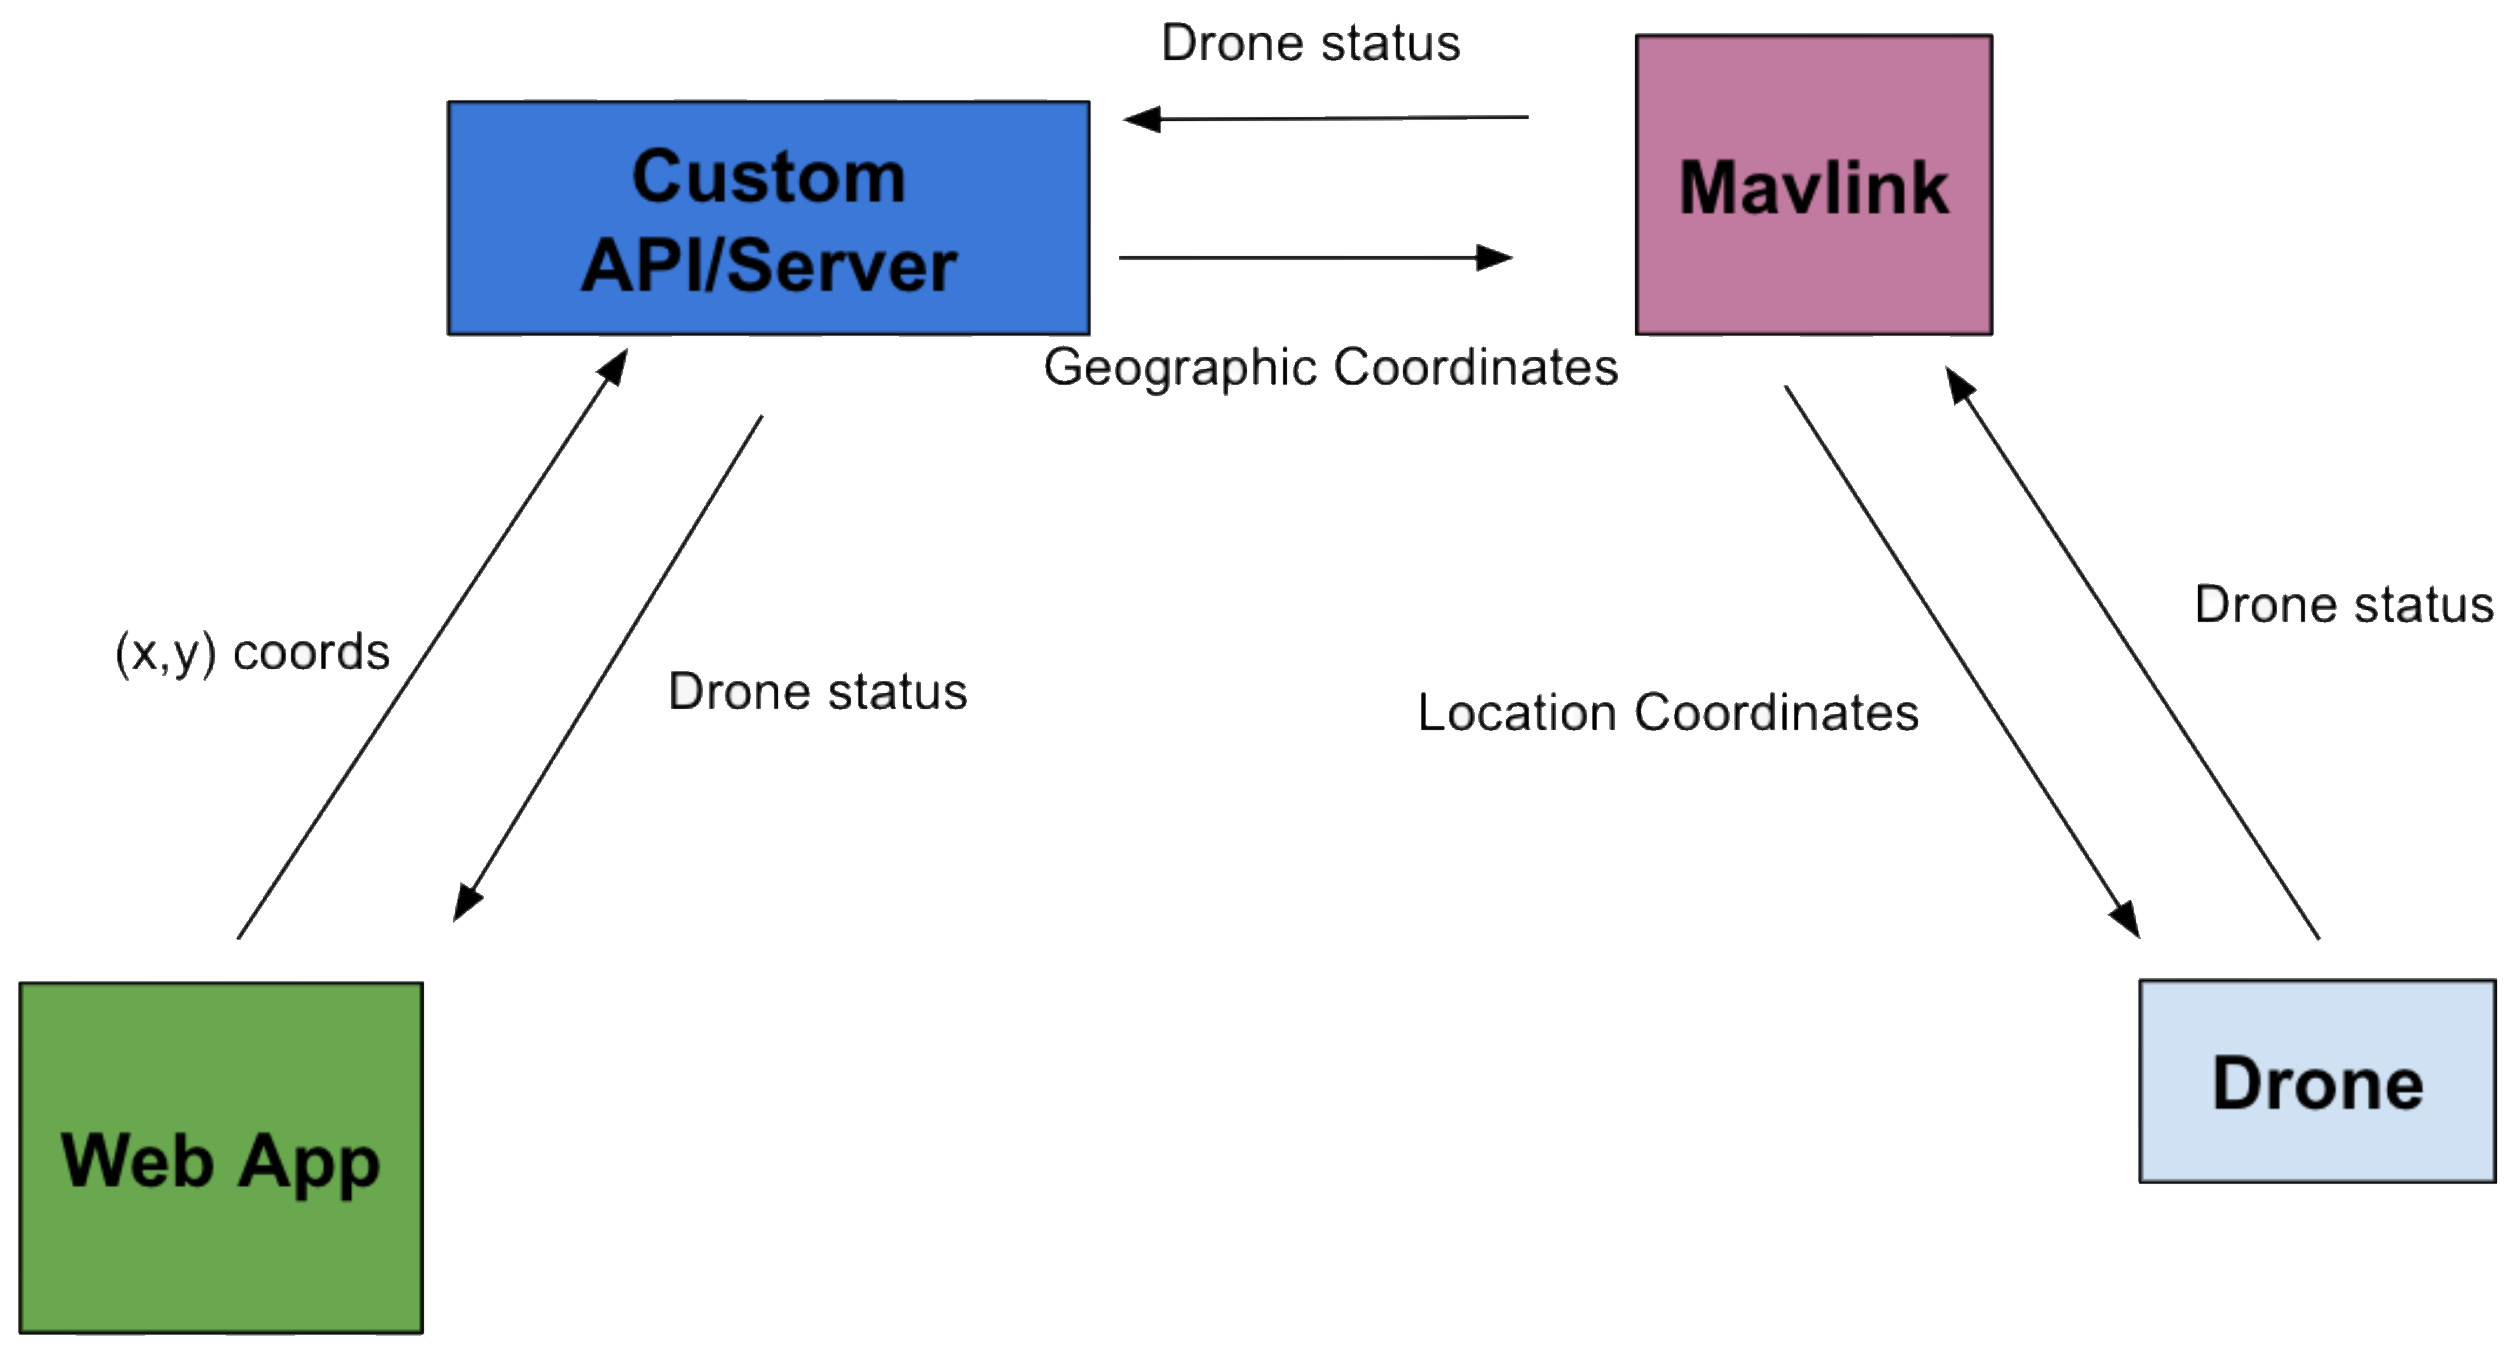 Drone status
Custom
API/Server
Mavlink
Geographic Coordinates
(x,y) coords
Drone status
Location Coordinates
Drone status
Web App
Drone